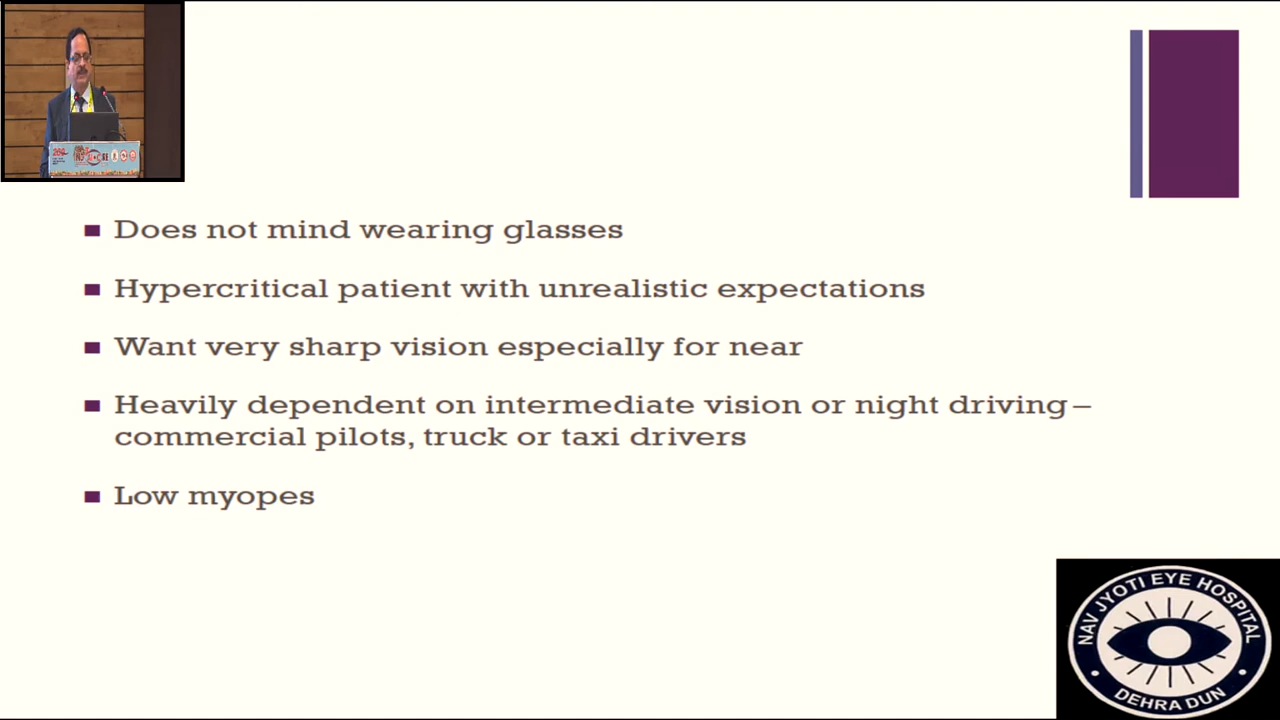 Does not mind wearing glasses
Hypercritical patient with unrealistic expectations
Want very sharp vision especially for near
Heavily dependent on intermediate vision or night driving –
commercial pilots, truck or taxi drivers
Low myopes
NAV JYOTI EYE HOSPITAL
DEHRA DUN